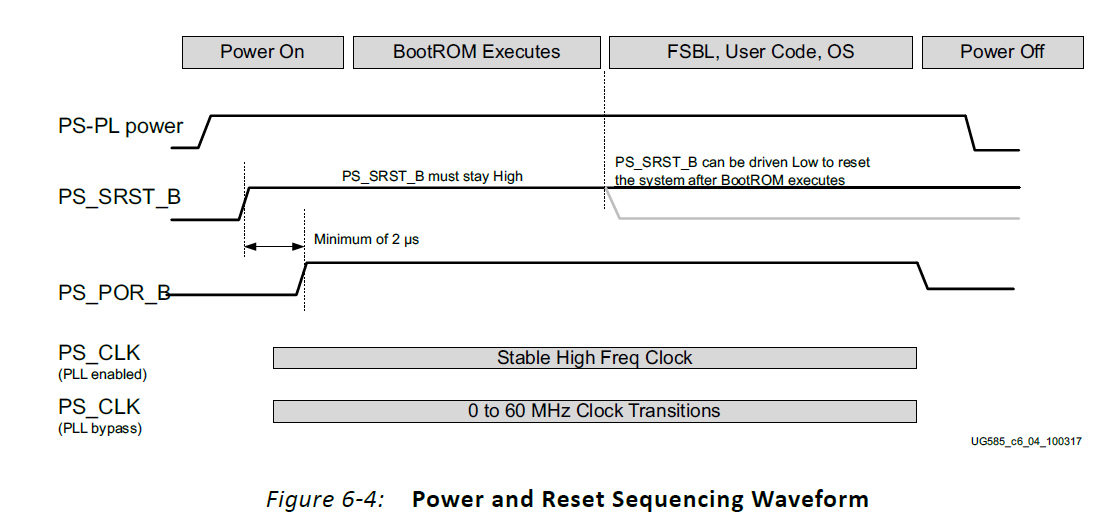 Power On
BootROM Executes
FSBL, User Code, OS
Power Off
PS-PL power
PS_SRST_B
PS_SRST_B must stay High
PS_SRST_B can be driven Low to reset
the system after BootROM executes
Minimum of 2 µs
PS_POR_B
PS_CLK
(PLL enabled)
Stable High Freq Clock
PS_CLK
(PLL bypass)
0 to 60 MHz Clock Transitions
UG585_c6_04_100317
Figure 6-4: Power and Reset Sequencing Waveform